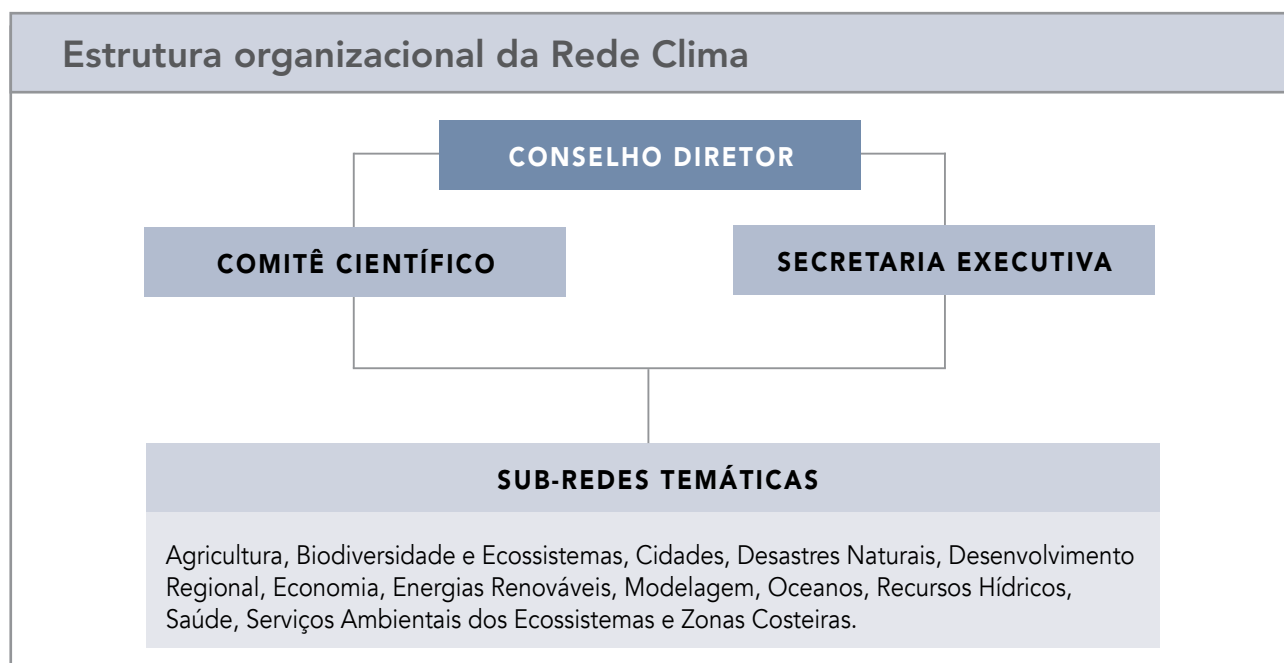 Estrutura organizacional da Rede Clima
CONSELHO DIRETOR
COMITÊ CIENTÍFICO
SECRETARIA EXECUTIVA
SUB-REDES TEMÁTICAS
Agricultura, Biodiversidade e Ecossistemas, Cidades, Desastres Naturais, Desenvolvimento
Regional, Economia, Energias Renováveis, Modelagem, Oceanos, Recursos Hídricos,
Saúde, Serviços Ambientais dos Ecossistemas e Zonas Costeiras.